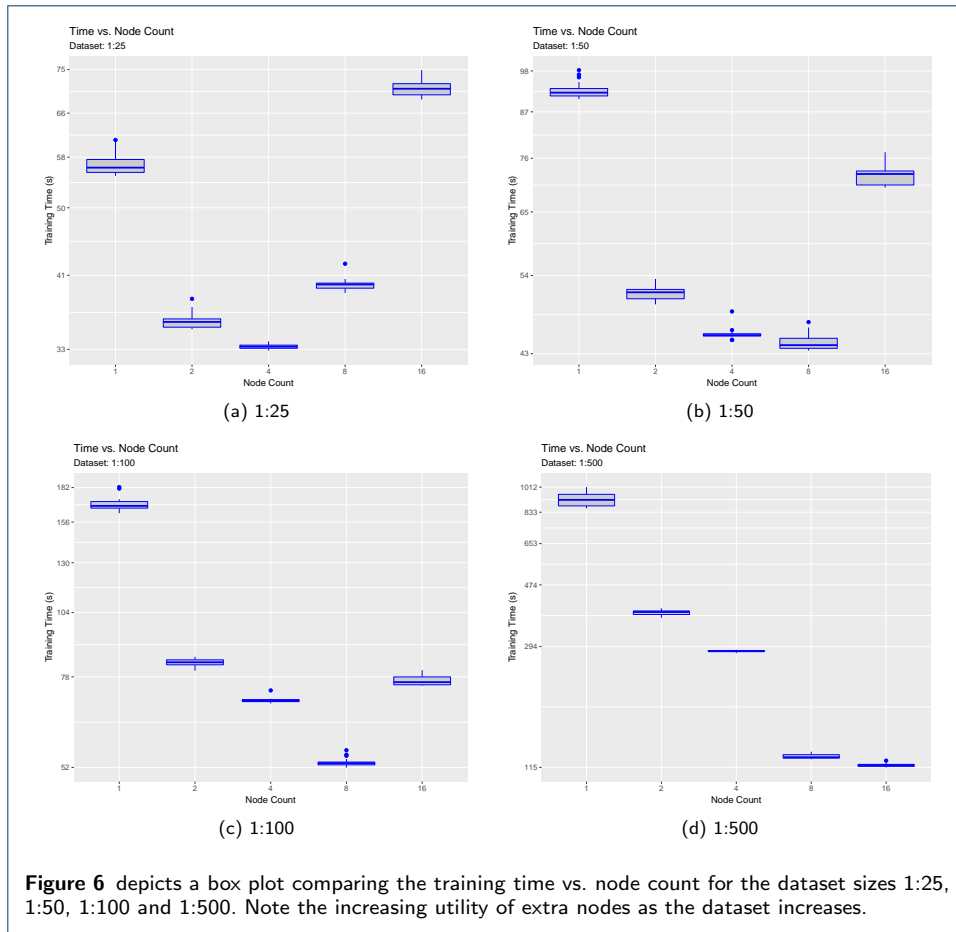 Time vs. Node Count
Dataset: 1:25
Training Time (s)
75
66
58
50
41
33
1 2 4 8 16
Node Count
(a) 1:25
Time vs. Node Count
Dataset: 1:50
Training Time (s)
98
87
76
65
54
43
1 2 4 8 16
Node Count
(b) 1:50
Time vs. Node Count
Dataset: 1:100
Training Time (s)
182
156
130
104
78
52
1 2 4 8 16
Node Count
(c) 1:100
Time vs. Node Count
Dataset: 1:500
Training Time (s)
1012
833
653
474
294
115
1 2 4 8 16
Node Count
(d) 1:500
Figure 6 depicts a box plot comparing the training time vs. node count for the dataset sizes 1:25,
1:50, 1:100 and 1:500. Note the increasing utility of extra nodes as the dataset increases.